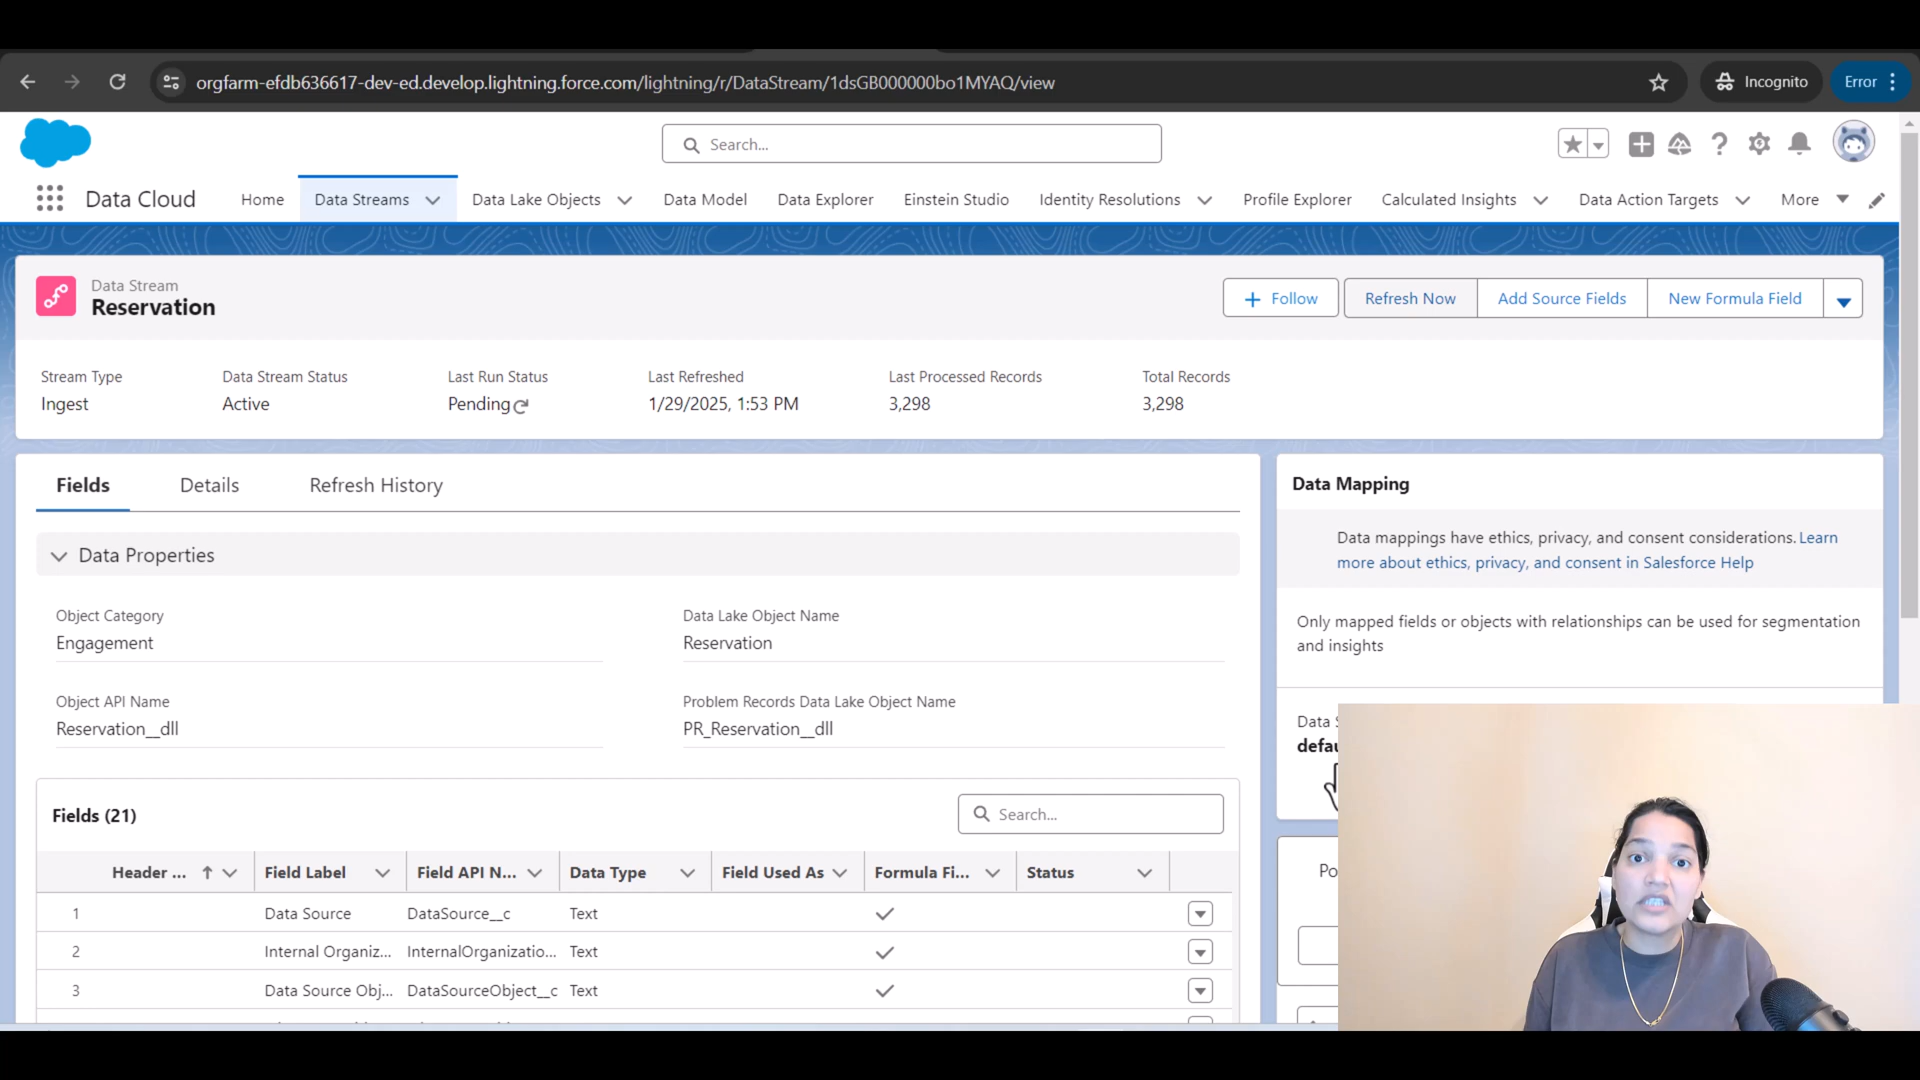 orgfarm-efdb636617-dev-ed.develop.lightning.force.com/lightning/r/DataStream/1dsGB000000bo1MYAQ/view
Incognito
Error
Search...
Data Cloud
Home
Data Streams
Data Lake Objects
Data Model
Data Explorer
Einstein Studio
Identity Resolutions
Profile Explorer
Calculated Insights
Data Action Targets
More
Data Stream
Reservation
Follow
Refresh Now
Add Source Fields
New Formula Field
Stream Type
Data Stream Status
Last Run Status
Last Refreshed
Last Processed Records
Total Records
Ingest
Active
Pending
1/29/2025, 1:53 PM
3,298
3,298
Fields
Details
Refresh History
Data Properties
Object Category
Engagement
Data Lake Object Name
Reservation
Object API Name
Reservation__dll
Problem Records Data Lake Object Name
PR_Reservation__dll
Fields (21)
Search...
Header ...
Field Label
Field API N...
Data Type
Field Used As
Formula Fi...
Status
1 Data Source DataSource__c Text
2 Internal Organiz... InternalOrganizatio... Text
3 Data Source Obj... DataSourceObject__c Text
Data Mapping
Data mappings have ethics, privacy, and consent considerations. Learn
more about ethics, privacy, and consent in Salesforce Help
Only mapped fields or objects with relationships can be used for segmentation
and insights
Data